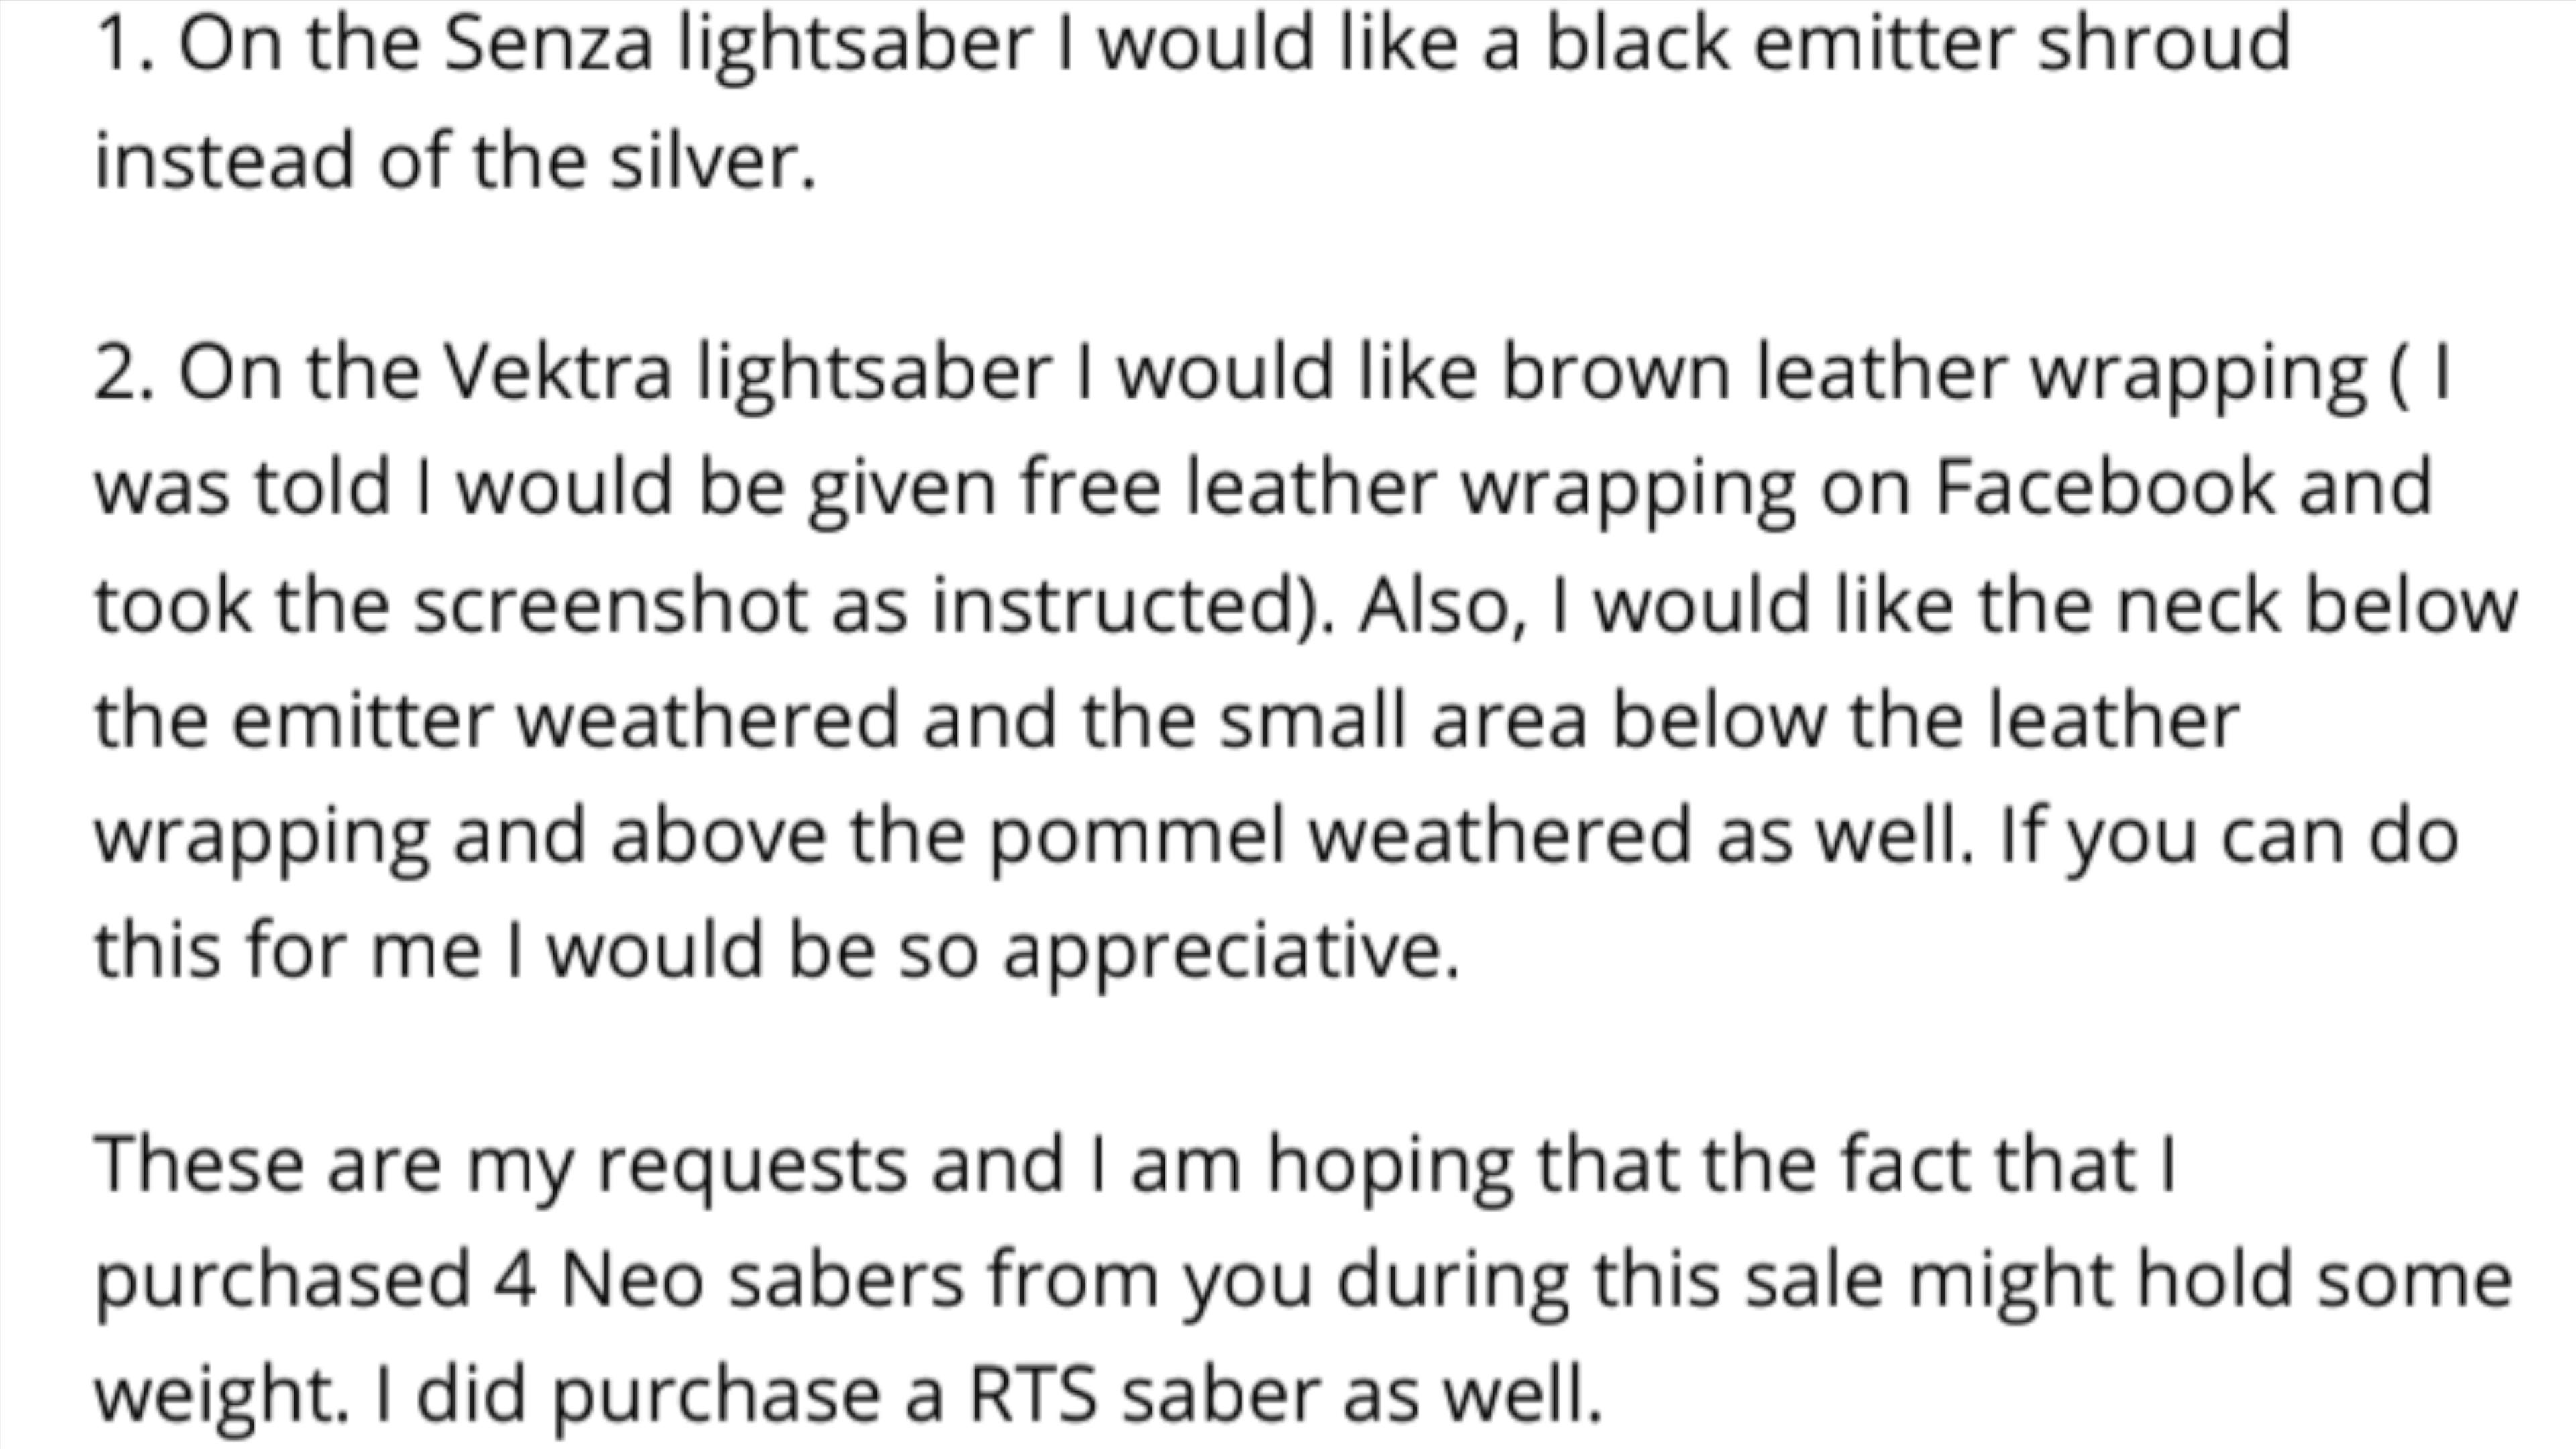 1. On the Senza lightsaber I would like a black emitter shroud
instead of the silver.
2. On the Vektra lightsaber I would like brown leather wrapping ( I
was told I would be given free leather wrapping on Facebook and
took the screenshot as instructed). Also, I would like the neck below
the emitter weathered and the small area below the leather
wrapping and above the pommel weathered as well. If you can do
this for me I would be so appreciative.
These are my requests and I am hoping that the fact that I
purchased 4 Neo sabers from you during this sale might hold some
weight. I did purchase a RTS saber as well.